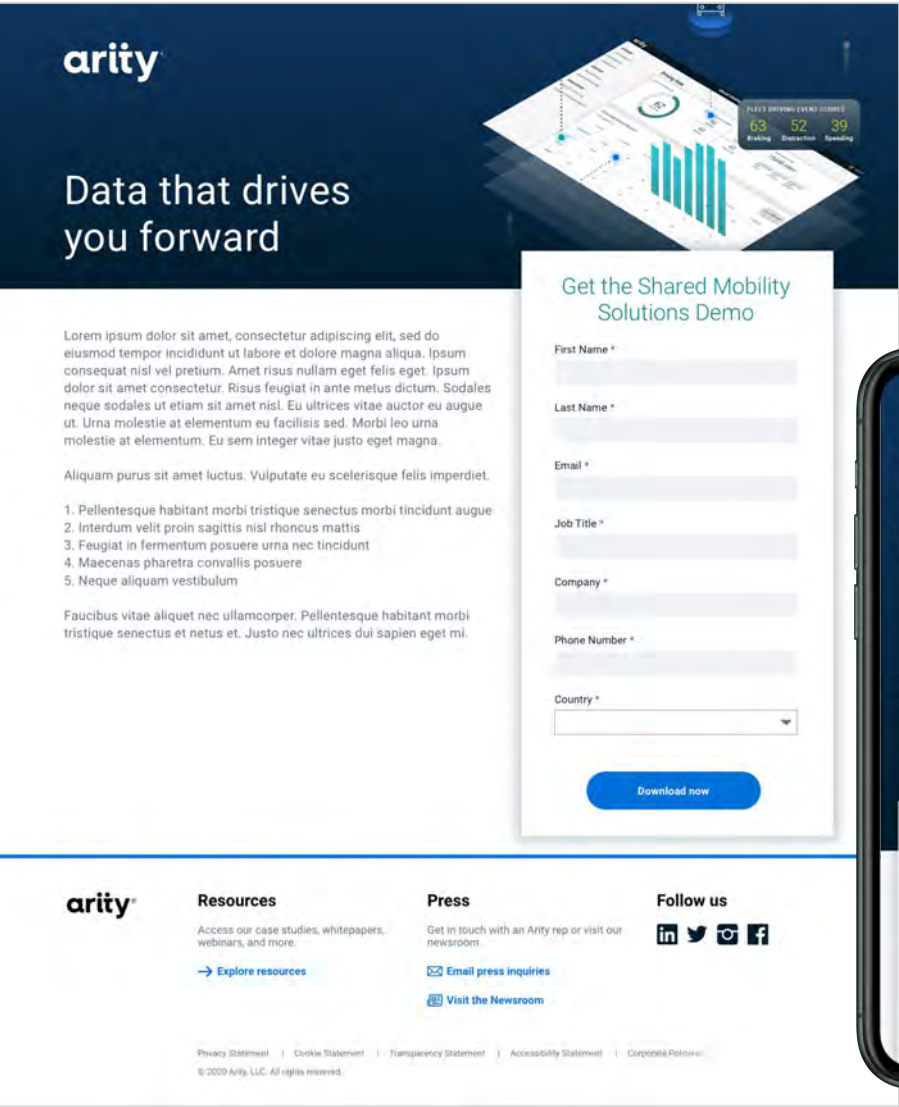 arity
FLEET DRIVING EVENT SCORES
63 52 39
Braking Distraction Speeding
Data that drives
you forward
Get the Shared Mobility
Solutions Demo
First Name *
Last Name *
Email *
Job Title *
Company *
Phone Number *
Country *
Download now
Lorem ipsum dolor sit amet, consectetur adipiscing elit, sed do
eiusmod tempor incididunt ut labore et dolore magna aliqua. Ipsum
consequat nisl vel pretium. Amet risus nullam eget felis eget. Ipsum
dolor sit amet consectetur. Risus feugiat in ante metus dictum. Sodales
neque sodales ut etiam sit amet nisl. Eu ultrices vitae auctor eu augue
ut. Urna molestie at elementum eu facilisis sed. Morbi leo urna
molestie at elementum. Eu sem integer vitae justo eget magna.
Aliquam purus sit amet luctus. Vulputate eu scelerisque felis imperdiet.
1. Pellentesque habitant morbi tristique senectus morbi tincidunt augue
2. Interdum velit proin sagittis nisl rhoncus mattis
3. Feugiat in fermentum posuere urna nec tincidunt
4. Maecenas pharetra convallis posuere
5. Neque aliquam vestibulum
Faucibus vitae aliquet nec ullamcorper. Pellentesque habitant morbi
tristique senectus et netus et. Justo nec ultrices dui sapien eget mi.
arity
Resources
Access our case studies, whitepapers,
webinars, and more.
Explore resources
Press
Get in touch with an Arity rep or visit our
newsroom.
Email press inquiries
Visit the Newsroom
Follow us
Privacy Statement | Cookie Statement | Transparency Statement | Accessibility Statement | Corporate Policies
© 2020 Arity, LLC. All rights reserved.